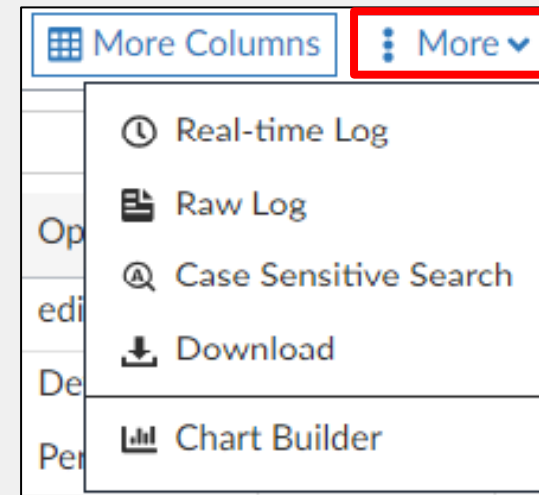 More Columns
More
Real-time Log
Raw Log
Op
Case Sensitive Search
edi
Download
De
Chart Builder
Per